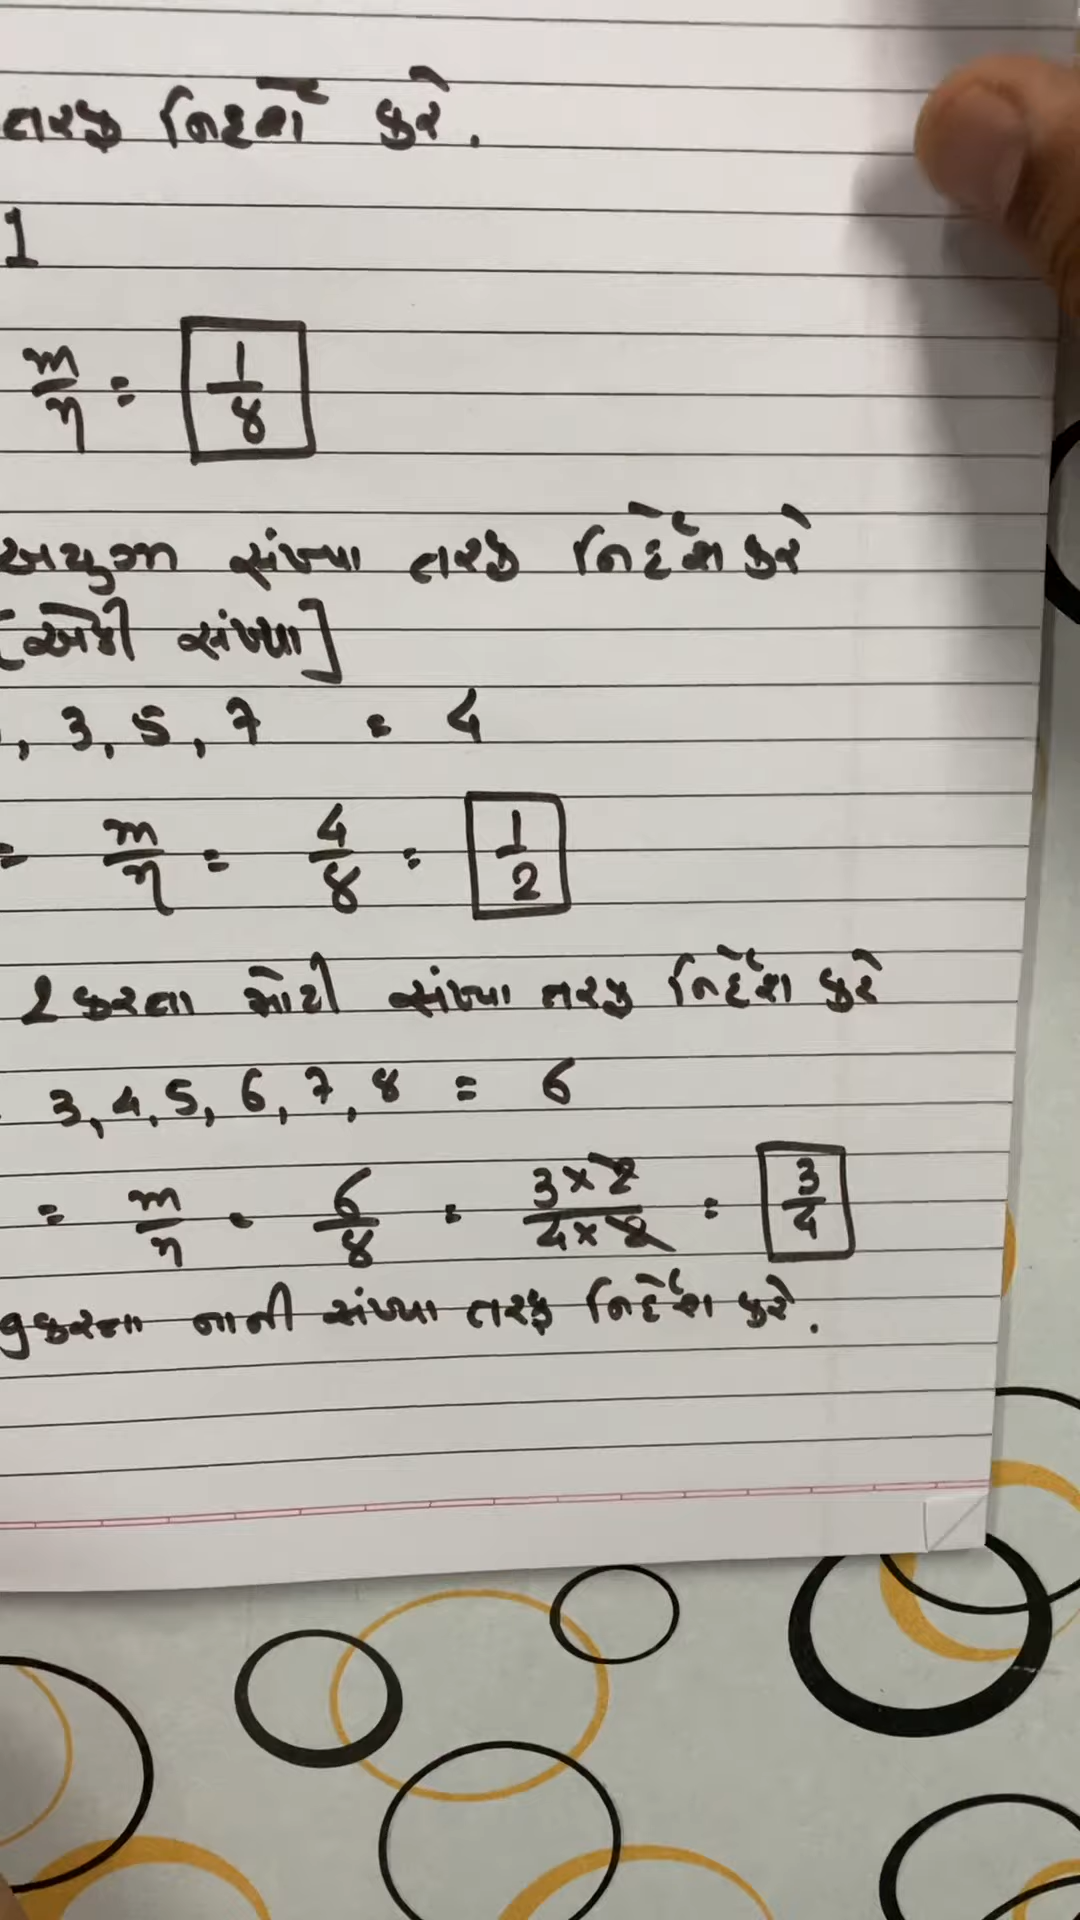 તરફ નિર્દેશ કરે.
1
m/n = 1/8
અયુગ્મ સંખ્યા તરફ નિર્દેશ કરે
[એકી સંખ્યા]
, 3, 5, 7 = 4
= m/n = 4/8 = 1/2
2 કરતા મોટી સંખ્યા તરફ નિર્દેશ કરે
3, 4, 5, 6, 7, 8 = 6
= m/n = 6/8 = 3×2/4×2 = 3/4
9 કરતા નાની સંખ્યા તરફ નિર્દેશ કરે.